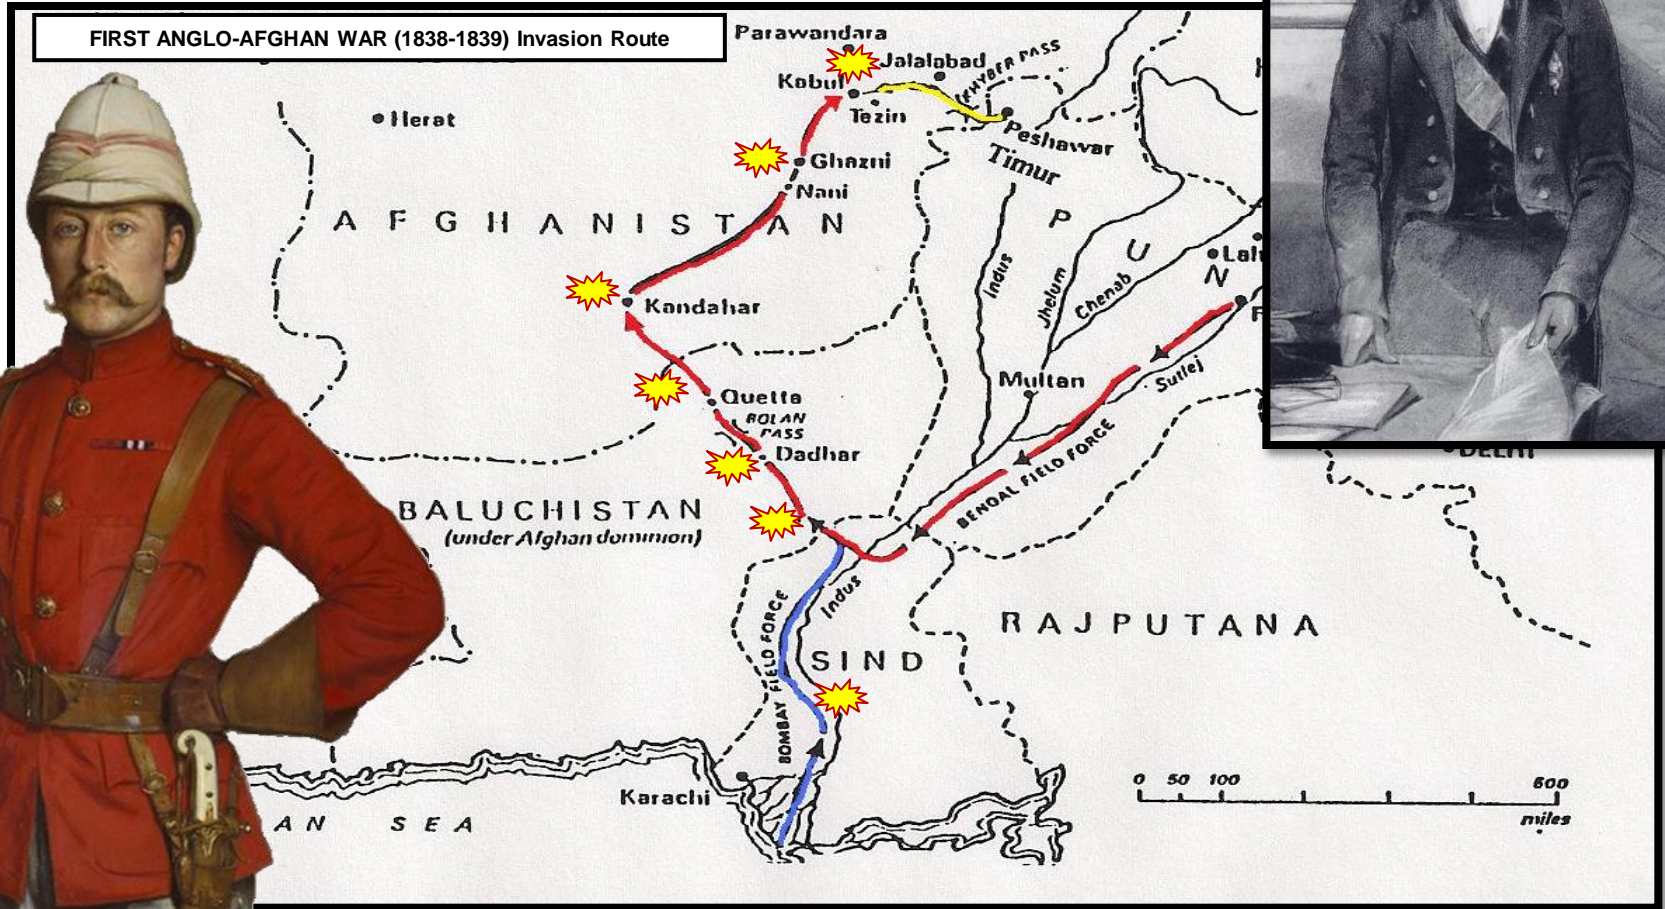 FIRST ANGLO-AFGHAN WAR (1838-1839) Invasion Route
Parawandara
Jalalabad
KHYBER PASS
Kabul
Tezin
Herat
Peshawar
Timur
Ghazni
Nani
AFGHANISTAN
P
U
N
Indus
Jhelum
Chenab
Kandahar
Multan
Sutlej
Quetta
BOLAN
PASS
Dadhar
BENGAL FIELD FORCE
DELHI
BALUCHISTAN
(under Afghan dominion)
Indus
BOMBAY FIELD FORCE
SIND
RAJPUTANA
Karachi
AN SEA
0 50 100 600
miles